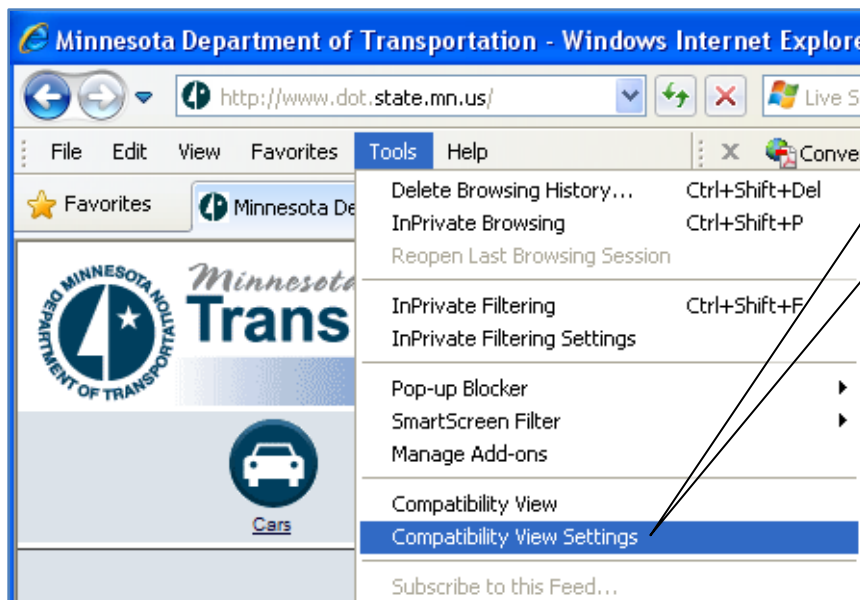 Minnesota Department of Transportation - Windows Internet Explore
http://www.dot.state.mn.us/
Live S
File Edit View Favorites Tools Help
Conve
Favorites
Minnesota De
Delete Browsing History... Ctrl+Shift+Del
InPrivate Browsing Ctrl+Shift+P
Reopen Last Browsing Session
InPrivate Filtering Ctrl+Shift+F
InPrivate Filtering Settings
Pop-up Blocker
SmartScreen Filter
Manage Add-ons
Compatibility View
Compatibility View Settings
Subscribe to this Feed...
MINNESOTA DEPARTMENT OF TRANSPORTATION
Minnesota
Trans
Cars